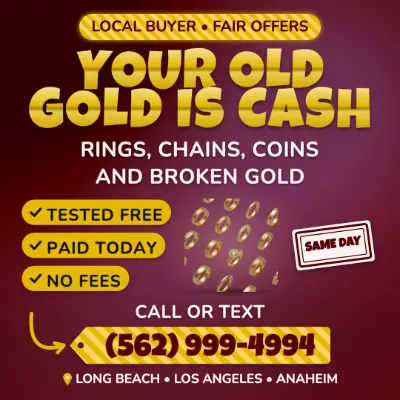 LOCAL BUYER • FAIR OFFERS
YOUR OLD
GOLD IS CASH
RINGS, CHAINS, COINS
AND BROKEN GOLD
✓ TESTED FREE
✓ PAID TODAY
✓ NO FEES
SAME DAY
CALL OR TEXT
(562) 999-4994
LONG BEACH • LOS ANGELES • ANAHEIM